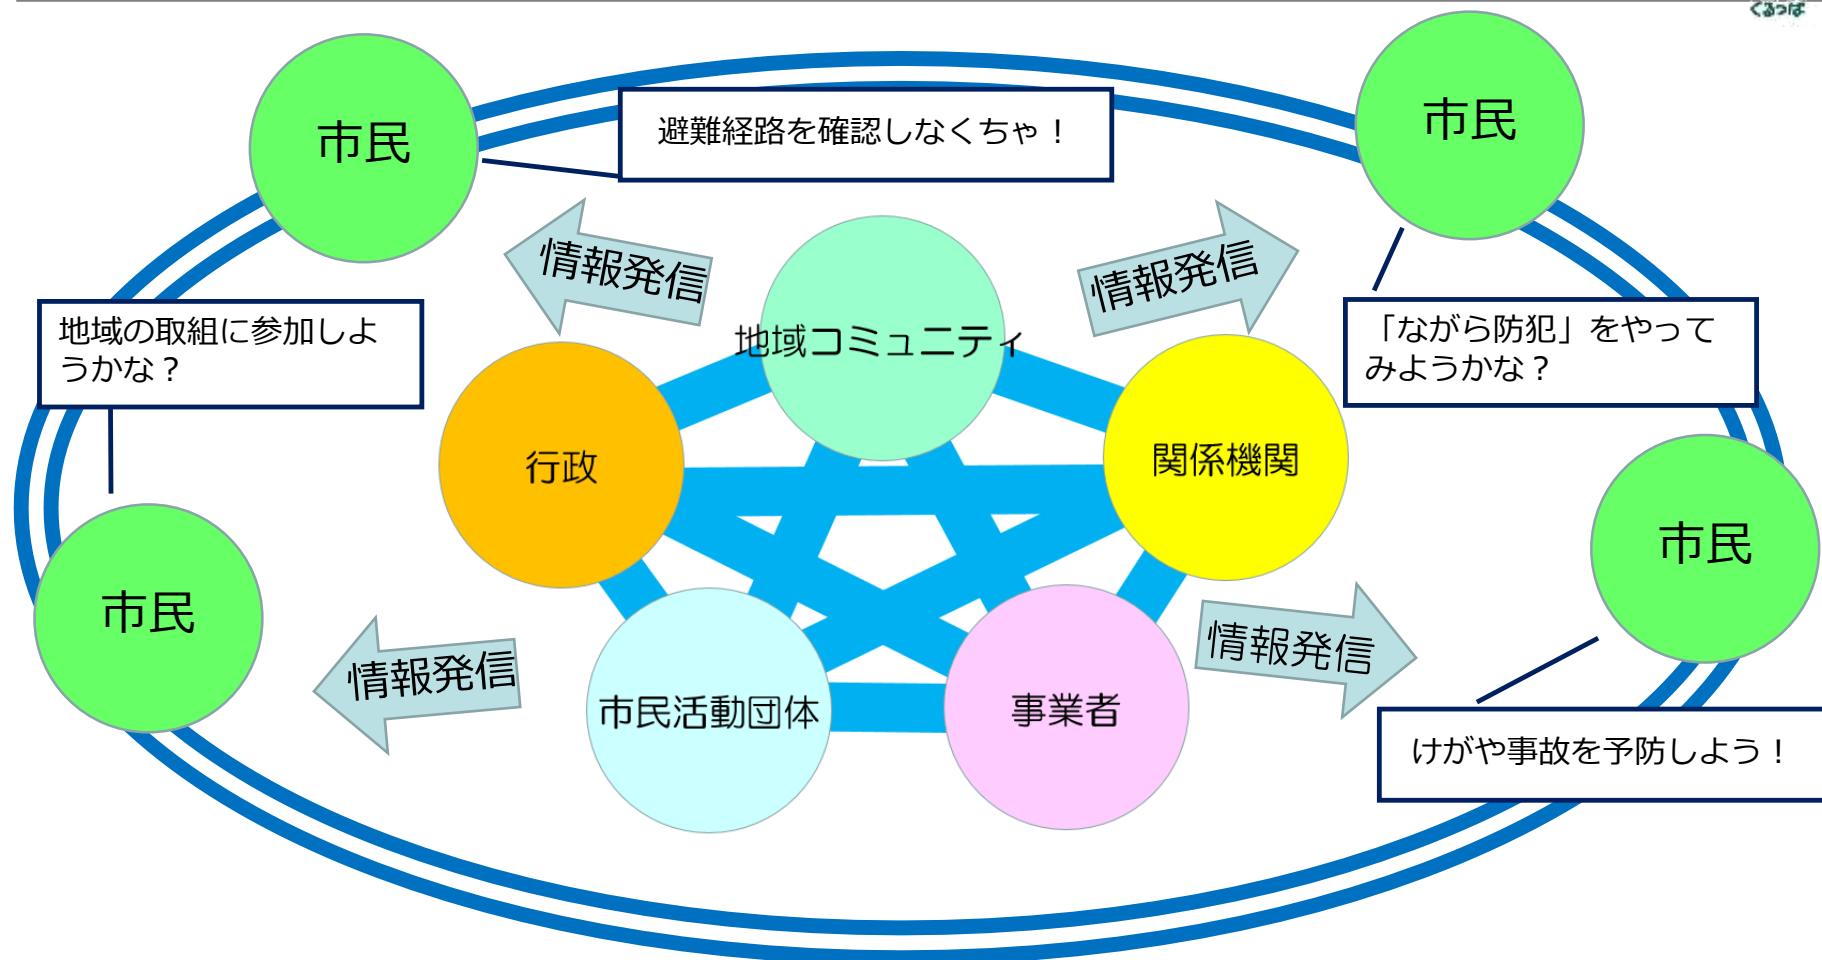 くるっぱ
市民
市民
避難経路を確認しなくちゃ！
情報発信
情報発信
地域コミュニティ
地域の取組に参加しよ
うかな？
「ながら防犯」をやって
みようかな？
行政
関係機関
市民
市民
情報発信
情報発信
市民活動団体
事業者
けがや事故を予防しよう！